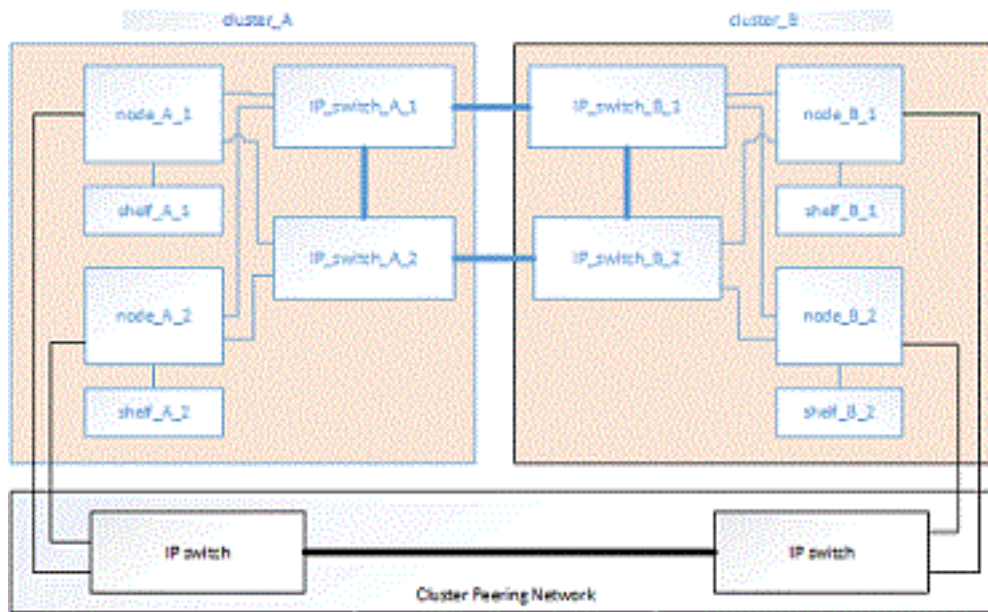 cluster_A
cluster_B
node_A_1
IP_switch_A_1
IP_switch_B_1
node_B_1
shelf_A_1
shelf_B_1
IP_switch_A_2
IP_switch_B_2
node_A_2
node_B_2
shelf_A_2
shelf_B_2
IP switch
IP switch
Cluster Peering Network